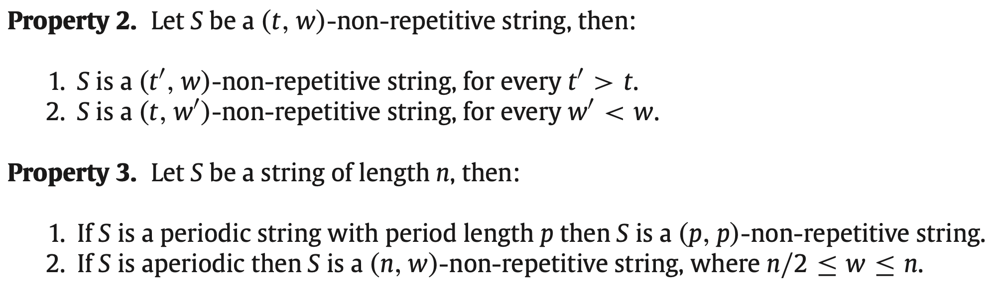 Property 2. Let S be a (t, w)-non-repetitive string, then:
1. S is a (t′, w)-non-repetitive string, for every t′ > t.
2. S is a (t, w′)-non-repetitive string, for every w′ < w.
Property 3. Let S be a string of length n, then:
1. If S is a periodic string with period length p then S is a (p, p)-non-repetitive string.
2. If S is aperiodic then S is a (n, w)-non-repetitive string, where n/2 ≤ w ≤ n.